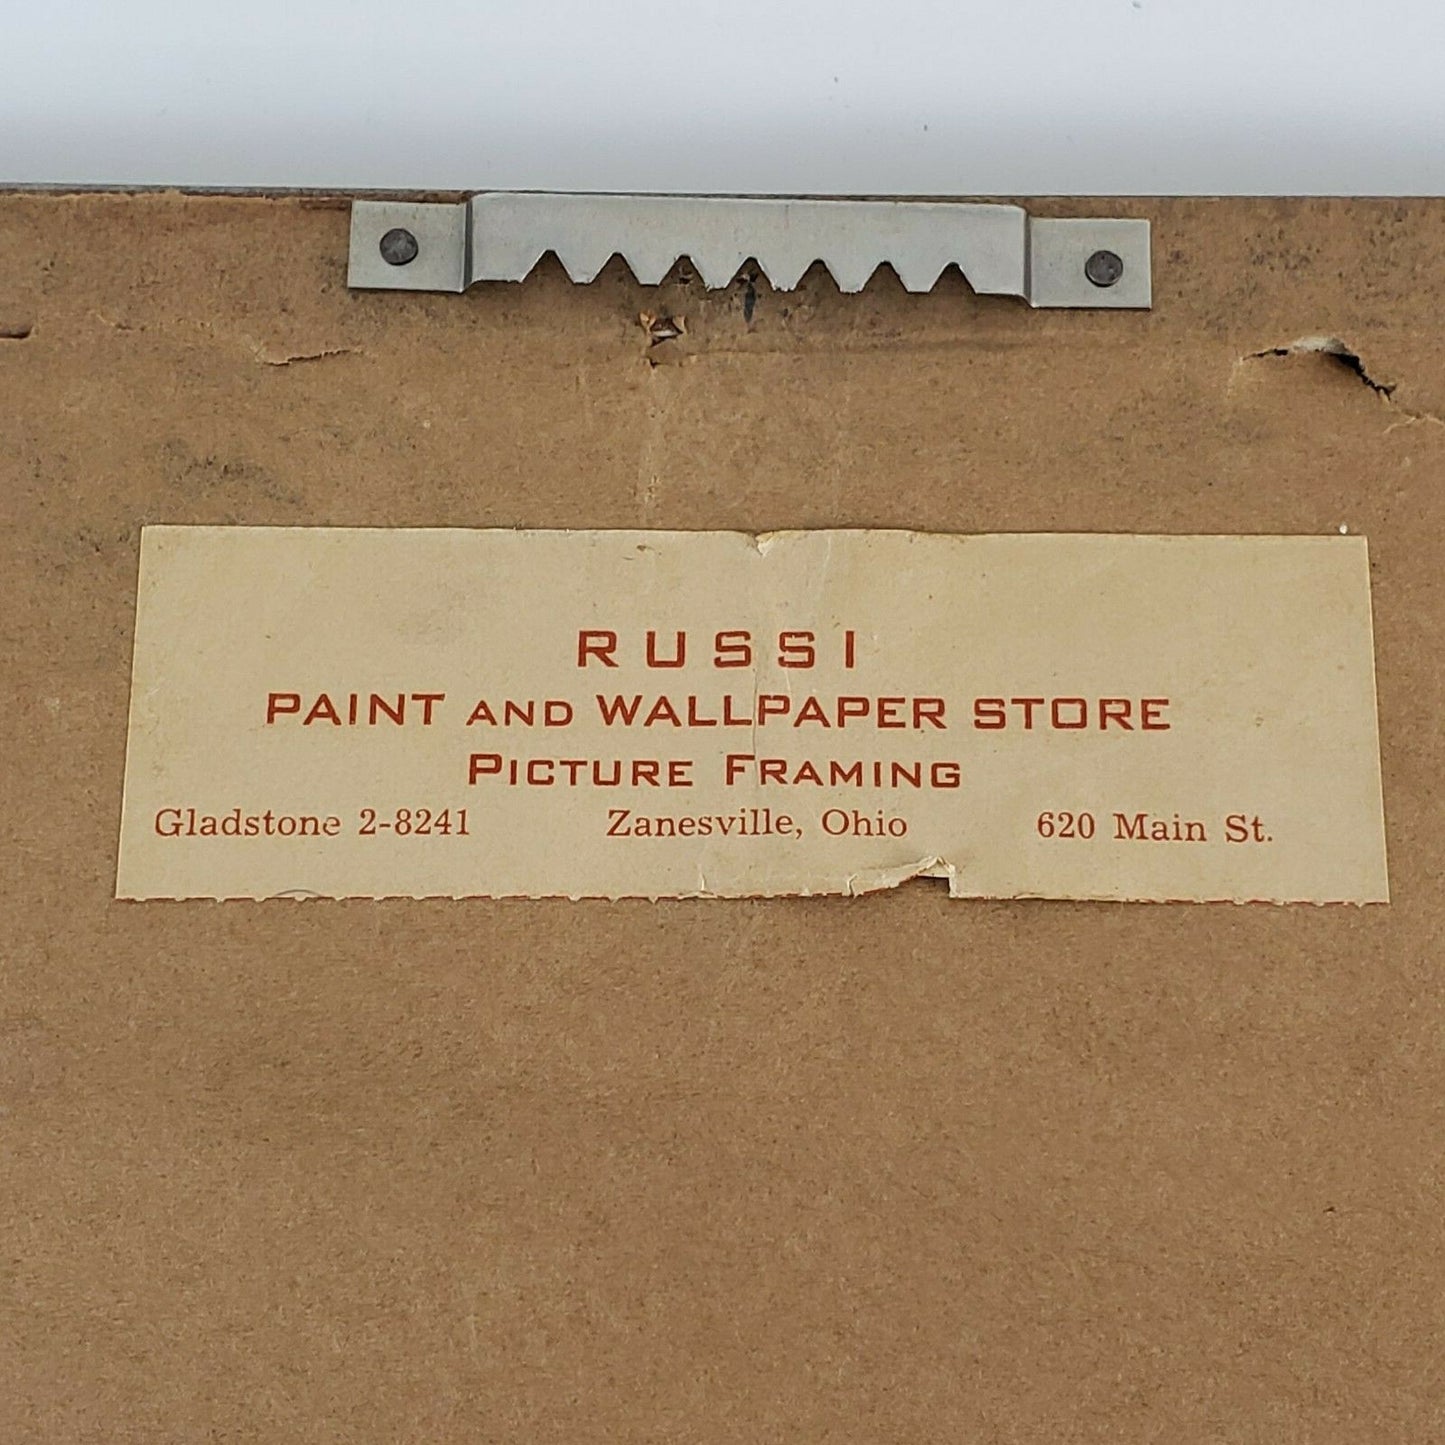 RUSSI
PAINT AND WALLPAPER STORE
PICTURE FRAMING
Gladstone 2-8241 Zanesville, Ohio 620 Main St.